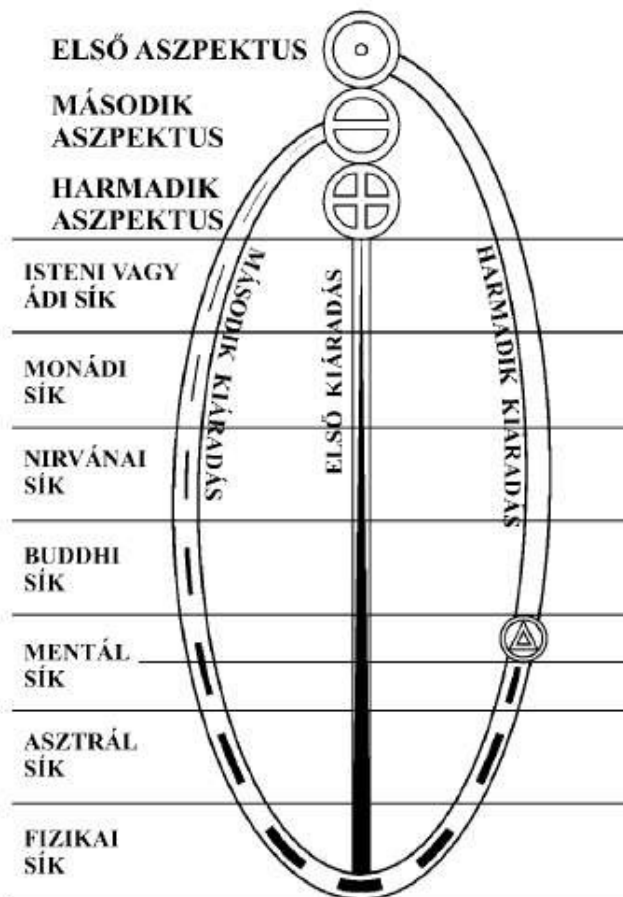 ELSŐ ASZPEKTUS
MÁSODIK
ASZPEKTUS
HARMADIK
ASZPEKTUS
ISTENI VAGY
ÁDI SÍK
MONÁDI
SÍK
NIRVÁNAI
SÍK
BUDDHI
SÍK
MENTÁL
SÍK
ASZTRÁL
SÍK
FIZIKAI
SÍK
MÁSODIK KIÁRADÁS
ELSŐ KIÁRADÁS
HARMADIK KIÁRADÁS